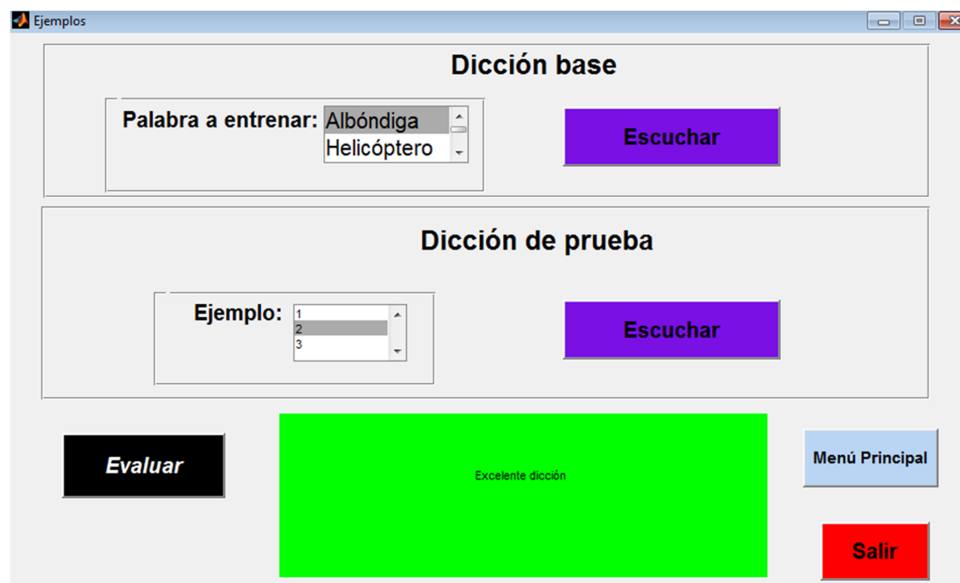 Ejemplos
Dicción base
Palabra a entrenar:
Albóndiga
Helicóptero
Escuchar
Dicción de prueba
Ejemplo:
1
2
3
Escuchar
Evaluar
Excelente dicción
Menú Principal
Salir